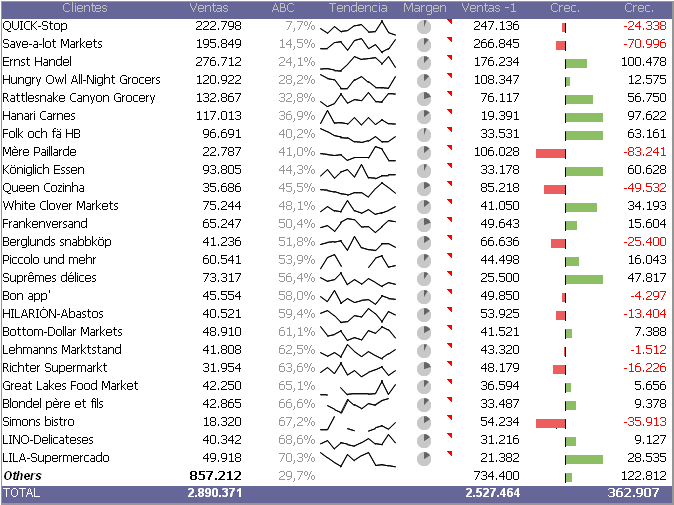 Clientes Ventas ABC Tendencia Margen Ventas -1 Crec. Crec.
QUICK-Stop 222.798 7,7% 247.136 -24.338
Save-a-lot Markets 195.849 14,5% 266.845 -70.996
Ernst Handel 276.712 24,1% 176.234 100.478
Hungry Owl All-Night Grocers 120.922 28,2% 108.347 12.575
Rattlesnake Canyon Grocery 132.867 32,8% 76.117 56.750
Hanari Carnes 117.013 36,9% 19.391 97.622
Folk och fä HB 96.691 40,2% 33.531 63.161
Mère Paillarde 22.787 41,0% 106.028 -83.241
Königlich Essen 93.805 44,3% 33.178 60.628
Queen Cozinha 35.686 45,5% 85.218 -49.532
White Clover Markets 75.244 48,1% 41.050 34.193
Frankenversand 65.247 50,4% 49.643 15.604
Berglunds snabbköp 41.236 51,8% 66.636 -25.400
Piccolo und mehr 60.541 53,9% 44.498 16.043
Suprêmes délices 73.317 56,4% 25.500 47.817
Bon app' 45.554 58,0% 49.850 -4.297
HILARIÓN-Abastos 40.521 59,4% 53.925 -13.404
Bottom-Dollar Markets 48.910 61,1% 41.521 7.388
Lehmanns Marktstand 41.808 62,5% 43.320 -1.512
Richter Supermarkt 31.954 63,6% 48.179 -16.226
Great Lakes Food Market 42.250 65,1% 36.594 5.656
Blondel père et fils 42.865 66,6% 33.487 9.378
Simons bistro 18.320 67,2% 54.234 -35.913
LINO-Delicateses 40.342 68,6% 31.216 9.127
LILA-Supermercado 49.918 70,3% 21.382 28.535
Others 857.212 29,7% 734.400 122.812
TOTAL 2.890.371 2.527.464 362.907